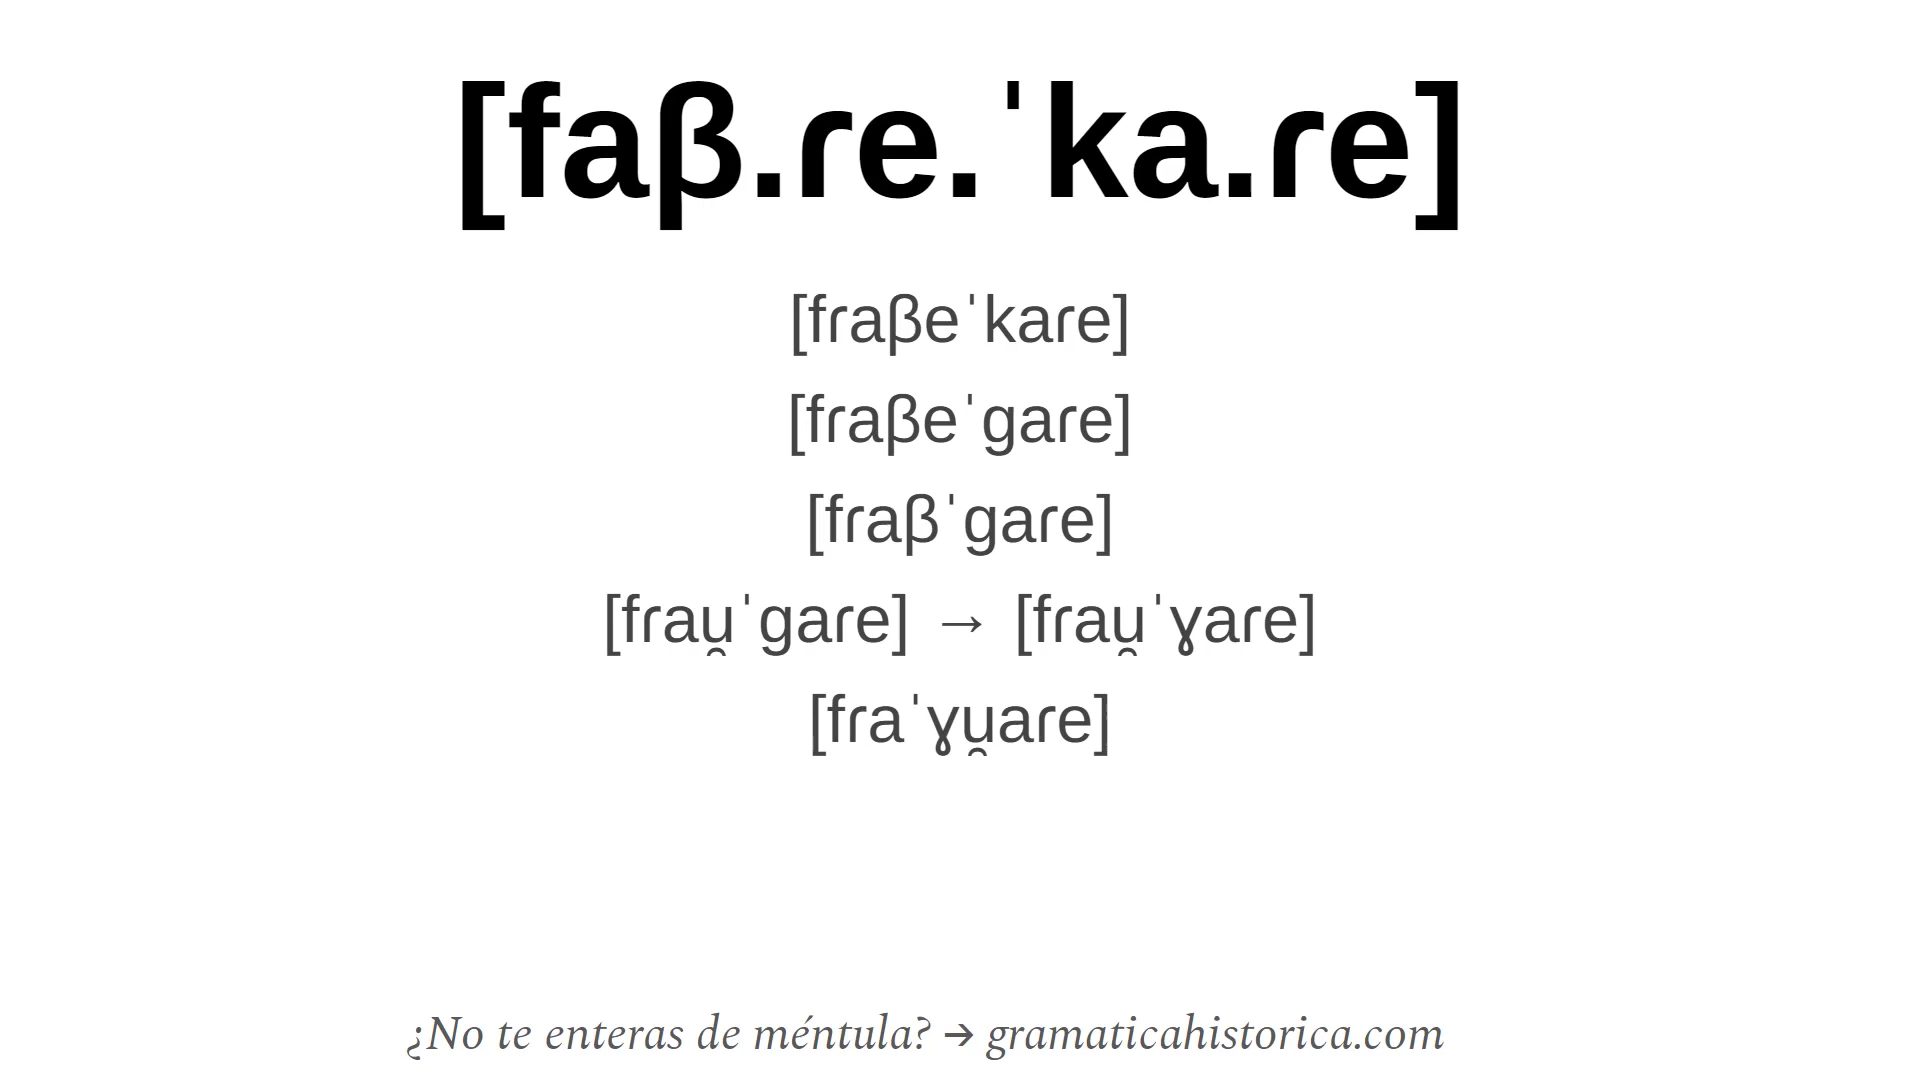 [faβ.ɾe.ˈka.ɾe]
[fɾaβeˈkaɾe]
[fɾaβeˈgaɾe]
[fɾaβˈgaɾe]
[fɾau̯ˈgaɾe] → [fɾau̯ˈɣaɾe]
[fɾaˈɣu̯aɾe]
¿No te enteras de méntula? → gramaticahistorica.com